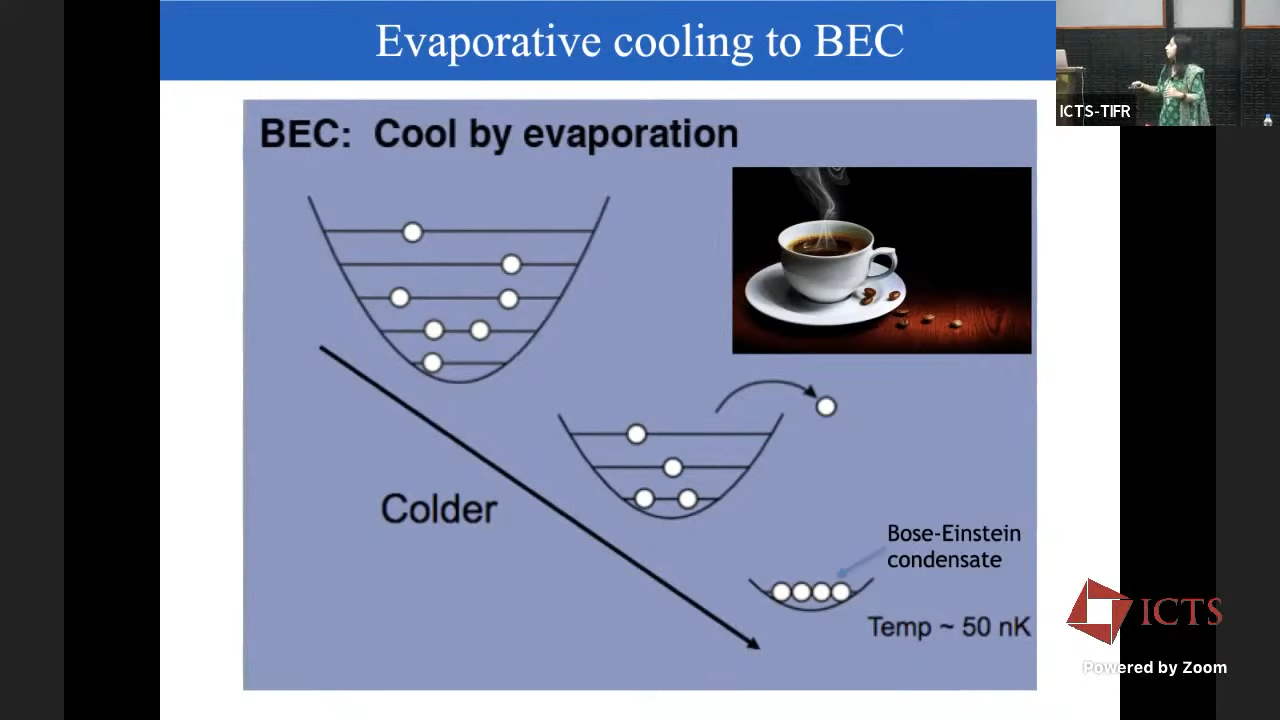 Evaporative cooling to BEC
ICTS-TIFR
BEC: Cool by evaporation
Colder
Bose-Einstein
condensate
Temp ~ 50 nK
ICTS
Powered by Zoom